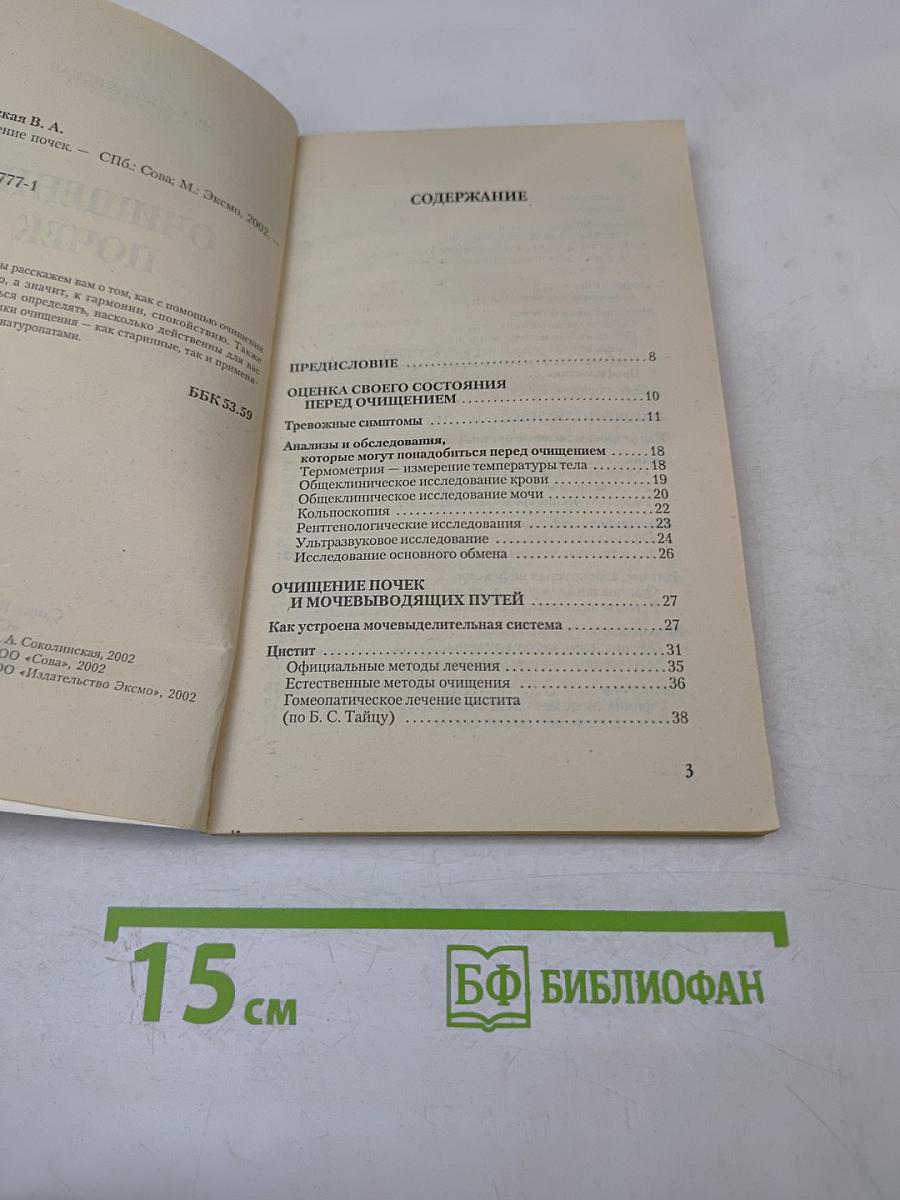 ская В. А.
ение почек. — СПб.: Сова; М.: Эксмо, 2002. —
777-1
ы расскажем вам о том, как с помощью очищения
о, а значит, к гармонии, спокойствию. Также
ься определять, насколько действенны для вас
ики очищения — как старинные, так и применя-
натуропатами.
ББК 53.59
А. Соколинская, 2002
ОО «Сова», 2002
ОО «Издательство Эксмо», 2002
СОДЕРЖАНИЕ
ПРЕДИСЛОВИЕ ........ 8
ОЦЕНКА СВОЕГО СОСТОЯНИЯ
ПЕРЕД ОЧИЩЕНИЕМ ........ 10
Тревожные симптомы ........ 11
Анализы и обследования,
которые могут понадобиться перед очищением ...... 18
Термометрия — измерение температуры тела ........ 18
Общеклиническое исследование крови ........ 19
Общеклиническое исследование мочи ........ 20
Кольпоскопия ........ 22
Рентгенологические исследования ........ 23
Ультразвуковое исследование ........ 24
Исследование основного обмена ........ 26
ОЧИЩЕНИЕ ПОЧЕК
И МОЧЕВЫВОДЯЩИХ ПУТЕЙ ........ 27
Как устроена мочевыделительная система ........ 27
Цистит ........ 31
Официальные методы лечения ........ 35
Естественные методы очищения ........ 36
Гомеопатическое лечение цистита
(по Б. С. Тайцу) ........ 38
3
15 см
БФ БИБЛИОФАН